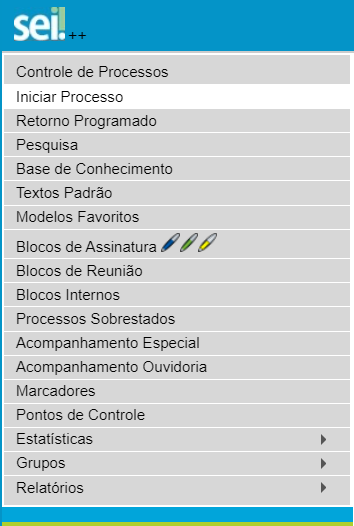 sei! ++
Controle de Processos
Iniciar Processo
Retorno Programado
Pesquisa
Base de Conhecimento
Textos Padrão
Modelos Favoritos
Blocos de Assinatura
Blocos de Reunião
Blocos Internos
Processos Sobrestados
Acompanhamento Especial
Acompanhamento Ouvidoria
Marcadores
Pontos de Controle
Estatísticas
Grupos
Relatórios